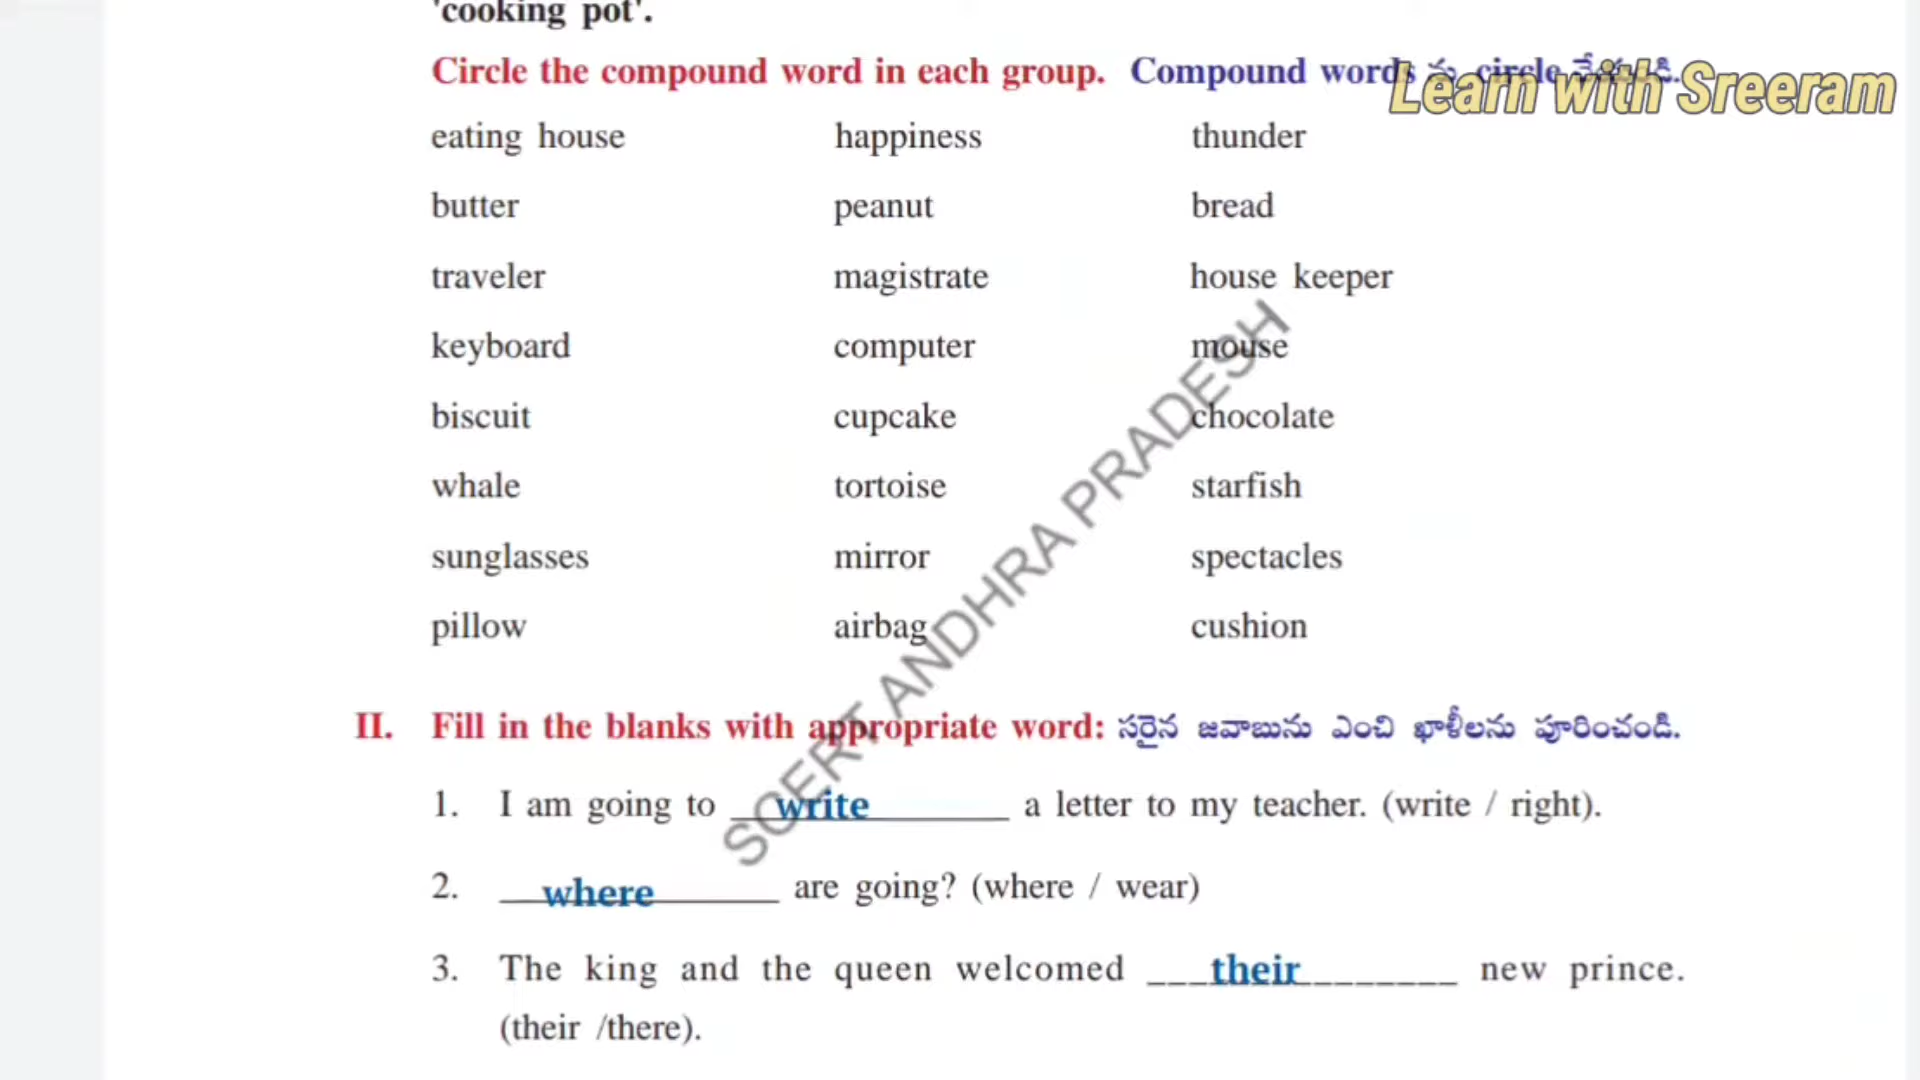 'cooking pot'.
Circle the compound word in each group. Compound words ను circle చేయండి.
Learn with Sreeram
eating house happiness thunder
butter peanut bread
traveler magistrate house keeper
keyboard computer mouse
biscuit cupcake chocolate
whale tortoise starfish
sunglasses mirror spectacles
pillow airbag cushion
SCERT ANDHRA PRADESH
II. Fill in the blanks with appropriate word: సరైన జవాబును ఎంచి ఖాళీలను పూరించండి.
1. I am going to write a letter to my teacher. (write / right).
2. where are going? (where / wear)
3. The king and the queen welcomed their new prince.
(their /there).